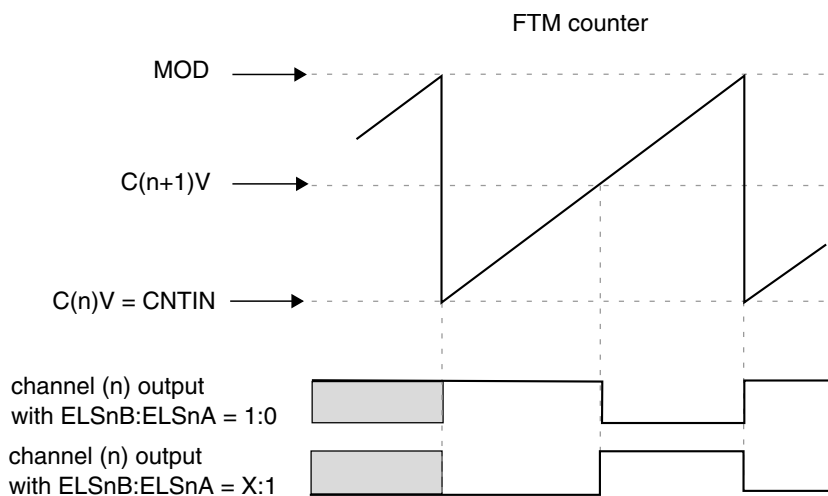 FTM counter
MOD
C(n+1)V
C(n)V = CNTIN
channel (n) output
with ELSnB:ELSnA = 1:0
channel (n) output
with ELSnB:ELSnA = X:1